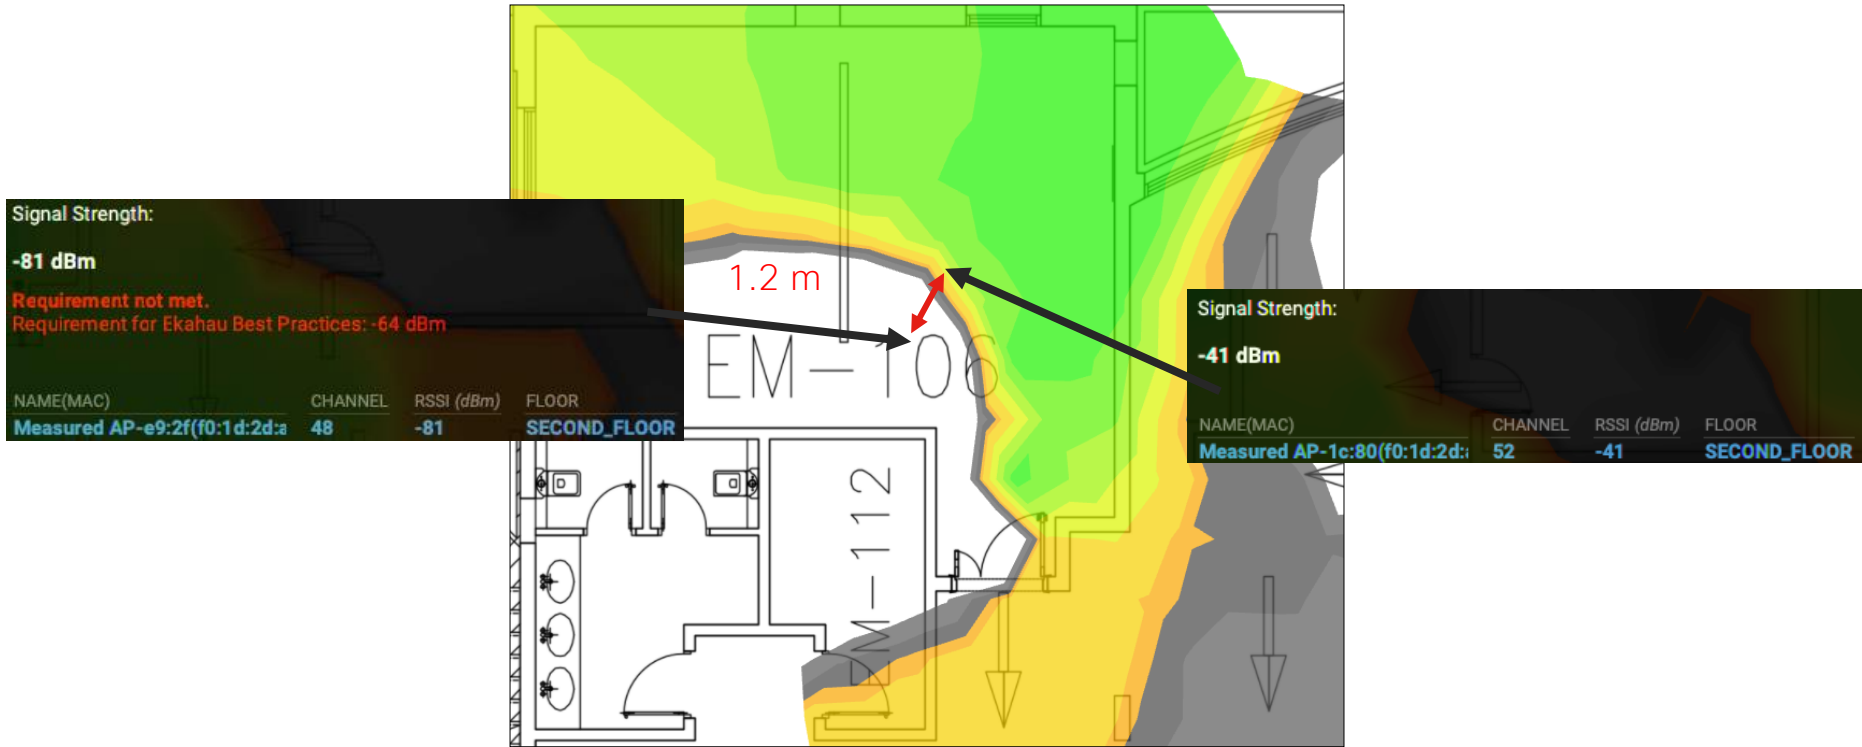 Signal Strength:
-81 dBm
Requirement not met.
Requirement for Ekahau Best Practices: -64 dBm
NAME(MAC) CHANNEL RSSI (dBm) FLOOR
Measured AP-e9:2f(f0:1d:2d:a 48 -81 SECOND_FLOOR
1.2 m
EM-106
EM-112
Signal Strength:
-41 dBm
NAME(MAC) CHANNEL RSSI (dBm) FLOOR
Measured AP-1c:80(f0:1d:2d: 52 -41 SECOND_FLOOR